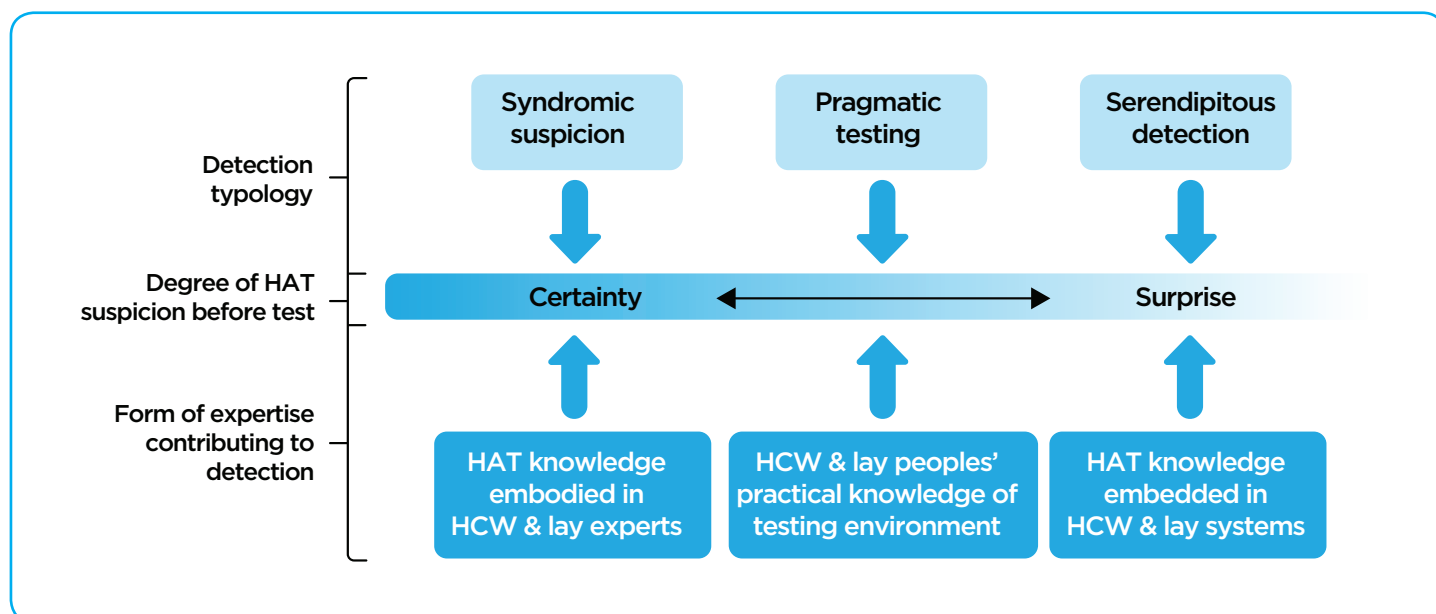 Detection
typology
Syndromic
suspicion
Pragmatic
testing
Serendipitous
detection
Degree of HAT
suspicion before test
Certainty
Surprise
Form of expertise
contributing to
detection
HAT knowledge
embodied in
HCW & lay experts
HCW & lay peoples’
practical knowledge of
testing environment
HAT knowledge
embedded in
HCW & lay systems